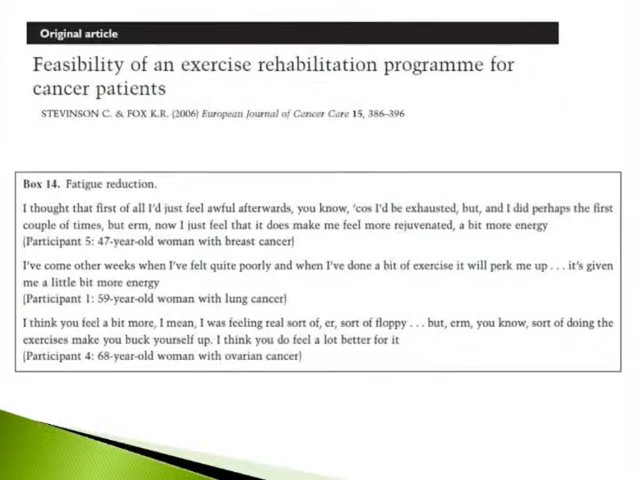 Original article
Feasibility of an exercise rehabilitation programme for
cancer patients
STEVINSON C. & FOX K.R. (2006) European Journal of Cancer Care 15, 386–396
Box 14. Fatigue reduction.
I thought that first of all I'd just feel awful afterwards, you know, 'cos I'd be exhausted, but, and I did perhaps the first
couple of times, but erm, now I just feel that it does make me feel more rejuvenated, a bit more energy
(Participant 5: 47-year-old woman with breast cancer)
I've come other weeks when I've felt quite poorly and when I've done a bit of exercise it will perk me up . . . it's given
me a little bit more energy
(Participant 1: 59-year-old woman with lung cancer)
I think you feel a bit more, I mean, I was feeling real sort of, er, sort of floppy . . . but, erm, you know, sort of doing the
exercises make you buck yourself up. I think you do feel a lot better for it
(Participant 4: 68-year-old woman with ovarian cancer)